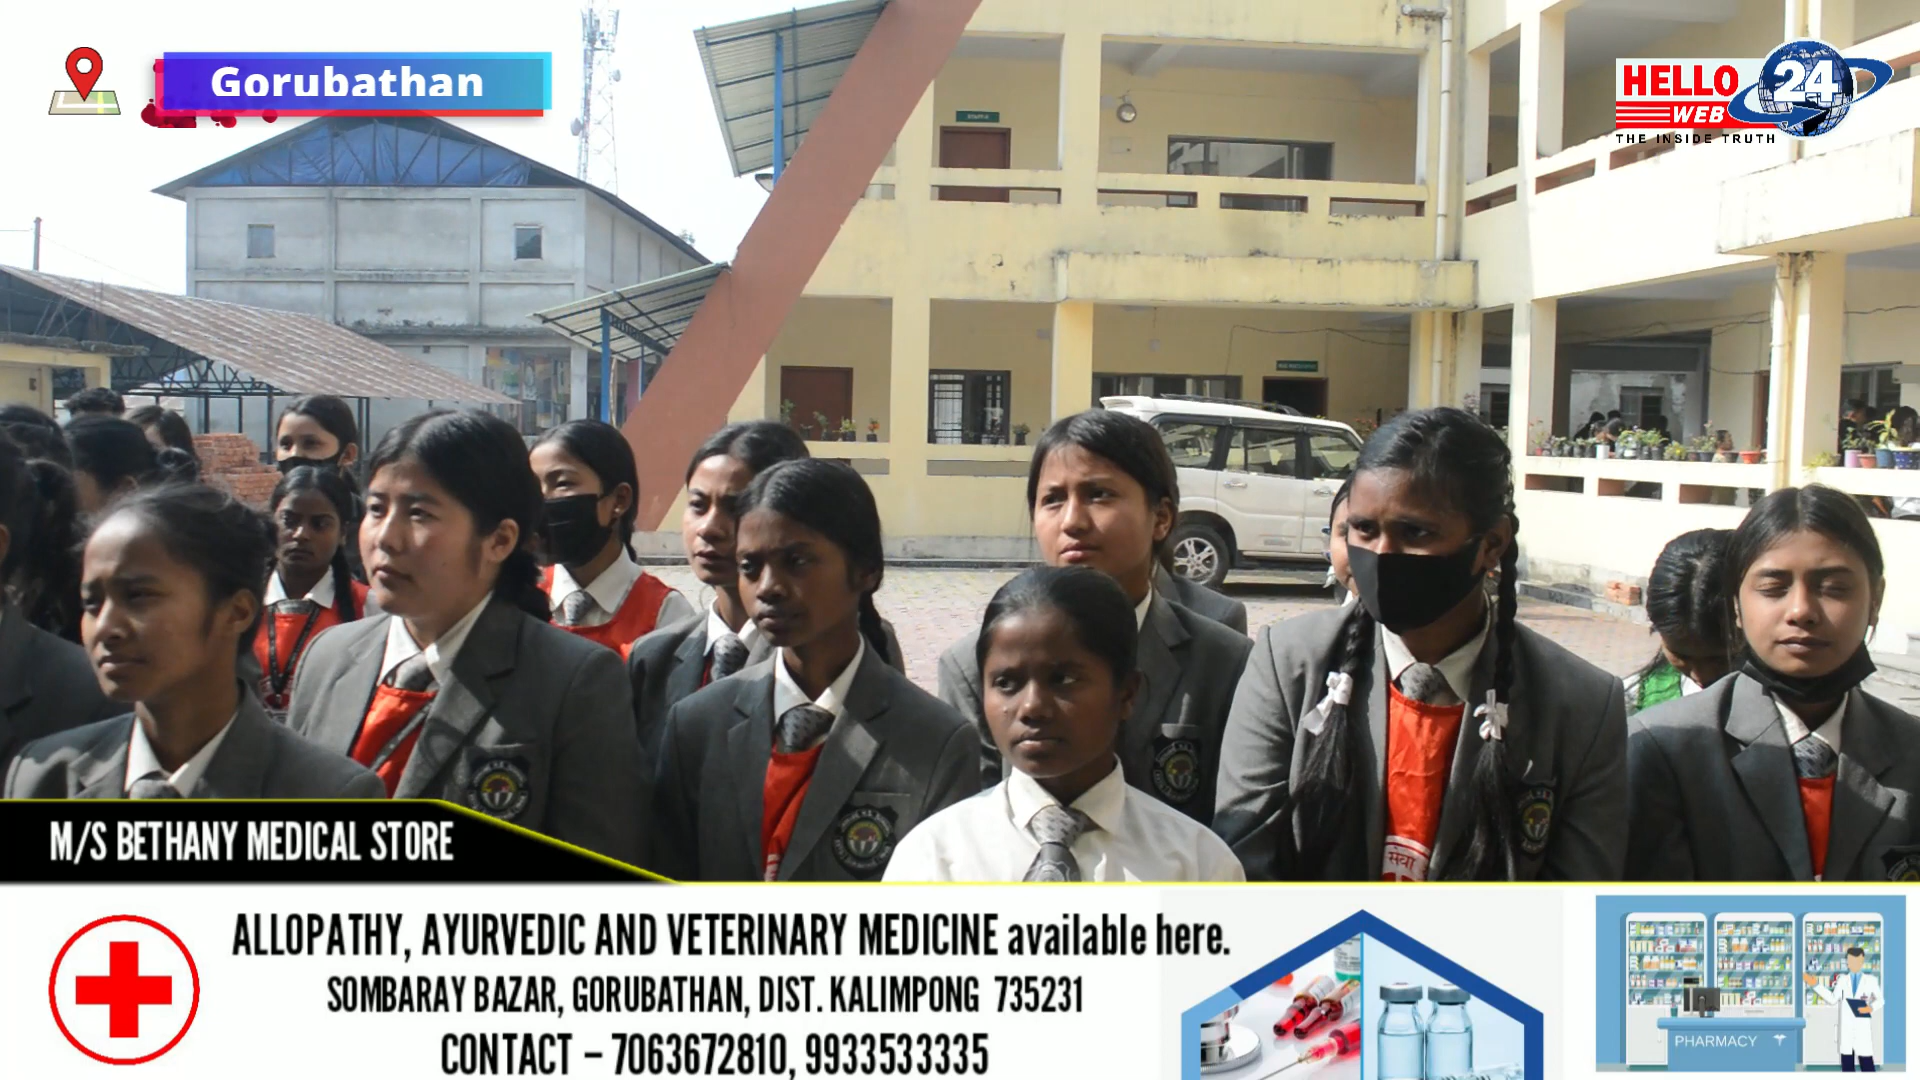 Gorubathan
HELLO
24
WEB
THE INSIDE TRUTH
सेवा
M/S BETHANY MEDICAL STORE
ALLOPATHY, AYURVEDIC AND VETERINARY MEDICINE available here.
SOMBARAY BAZAR, GORUBATHAN, DIST. KALIMPONG 735231
CONTACT – 7063672810, 9933533335
PHARMACY